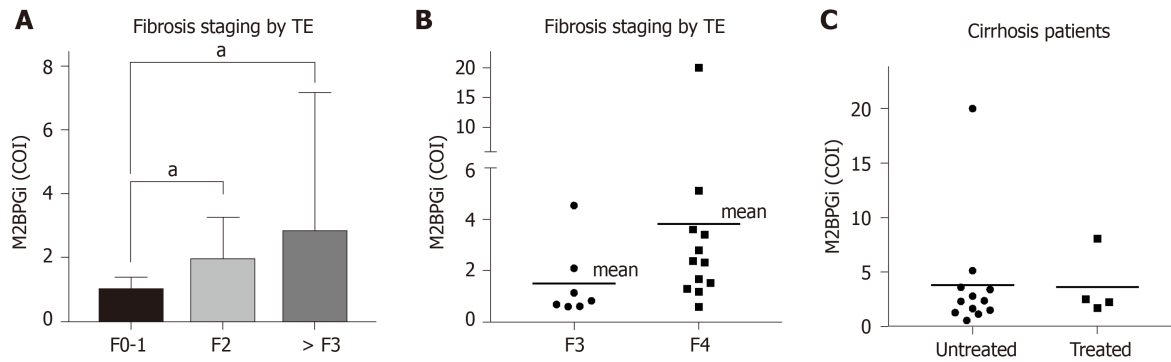 A
Fibrosis staging by TE
a
a
M2BPGi (COI)
8
6
4
2
0
F0-1
F2
> F3
B
Fibrosis staging by TE
M2BPGi (COI)
20
15
10
6
4
2
0
mean
mean
F3
F4
C
Cirrhosis patients
M2BPGi (COI)
20
15
10
5
0
Untreated
Treated